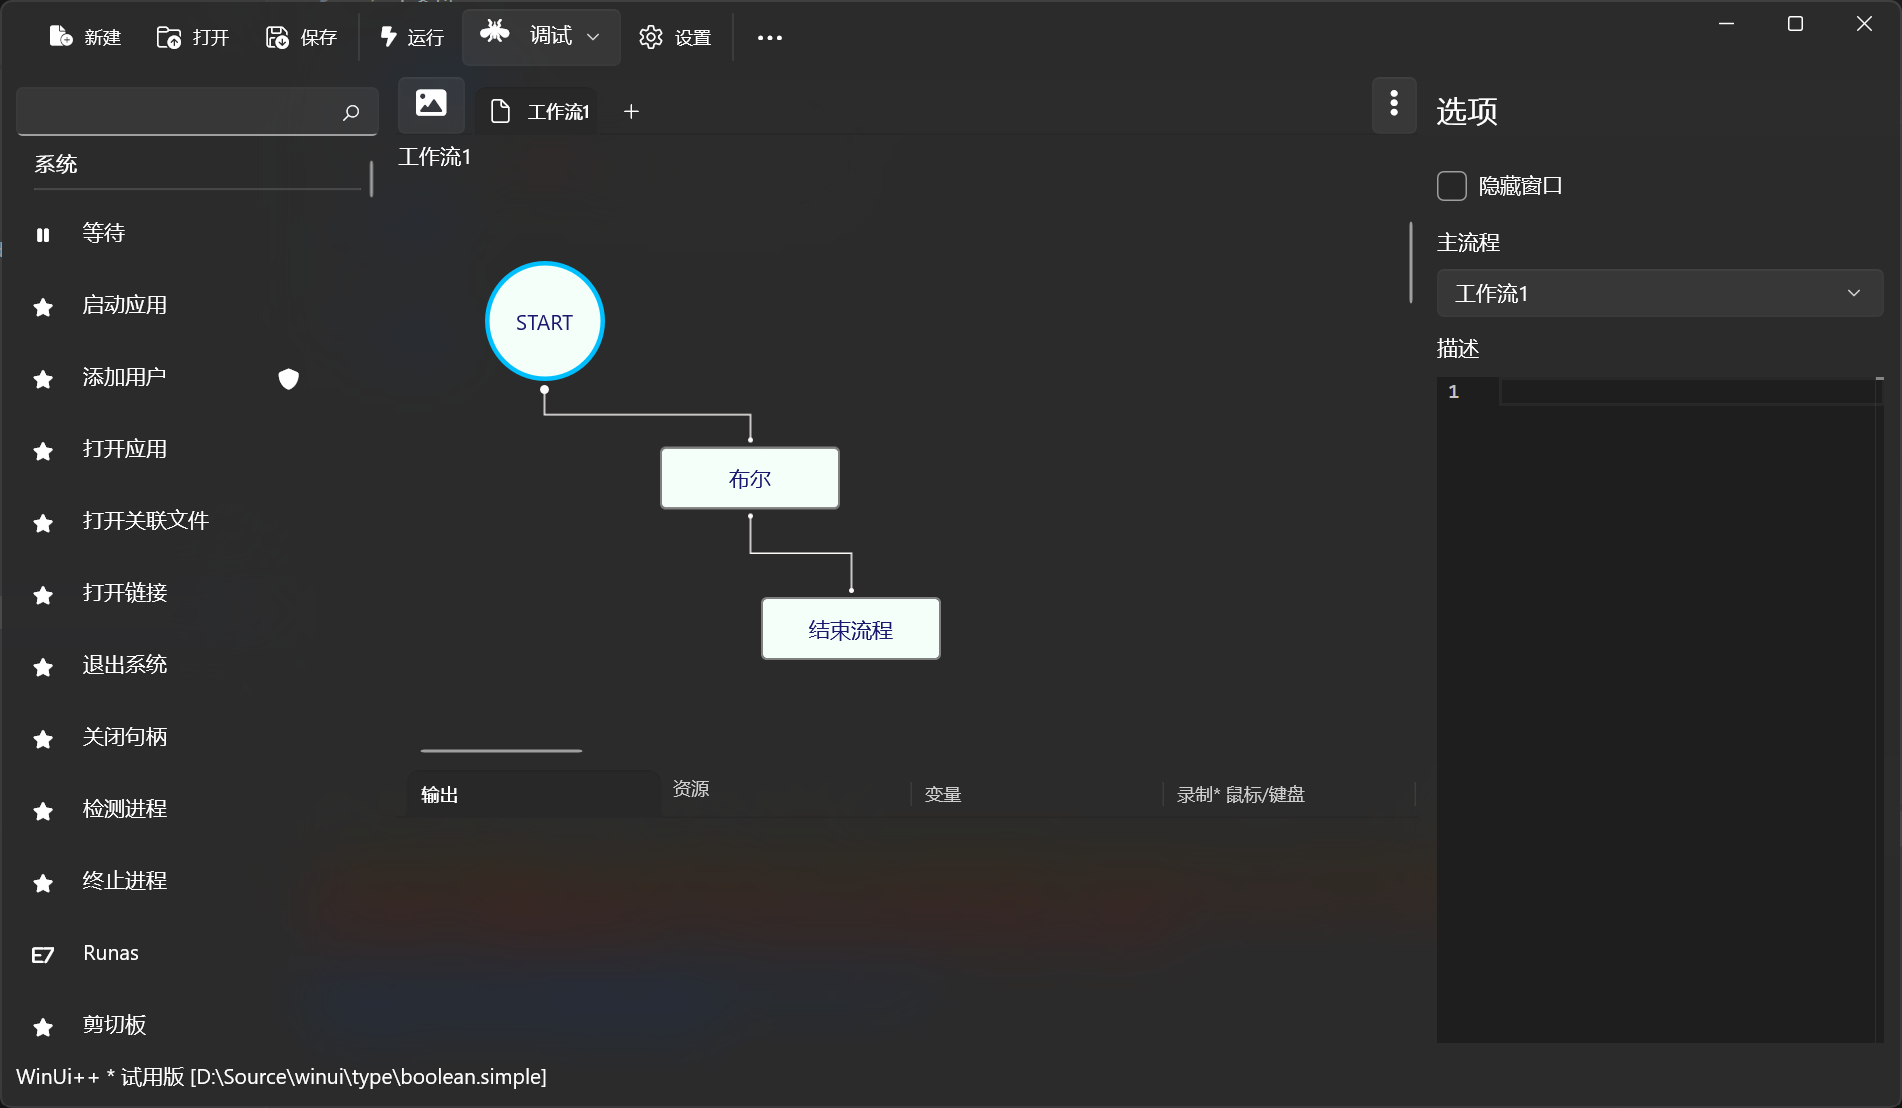 新建 打开 保存 运行 调试 设置
工作流1
工作流1
系统
等待
启动应用
添加用户
打开应用
打开关联文件
打开链接
退出系统
关闭句柄
检测进程
终止进程
E7 Runas
剪切板
START
布尔
结束流程
输出 资源 变量 录制* 鼠标/键盘
选项
隐藏窗口
主流程
工作流1
描述
1
WinUi++ * 试用版 [D:\Source\winui\type\boolean.simple]